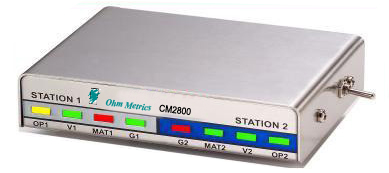 STATION 1
Ohm Metrics
CM2800
STATION 2
OP1 V1 MAT1 G1
G2 MAT2 V2 OP2